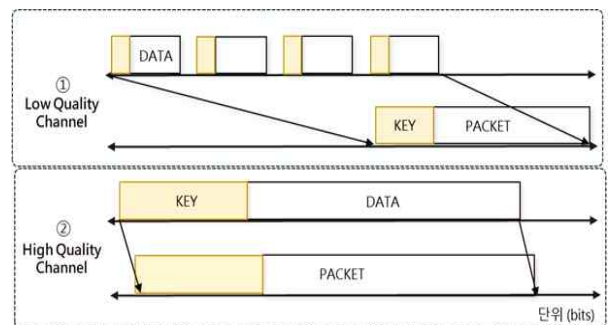 DATA
①
Low Quality
Channel
KEY PACKET
KEY DATA
②
High Quality
Channel
PACKET
단위 (bits)